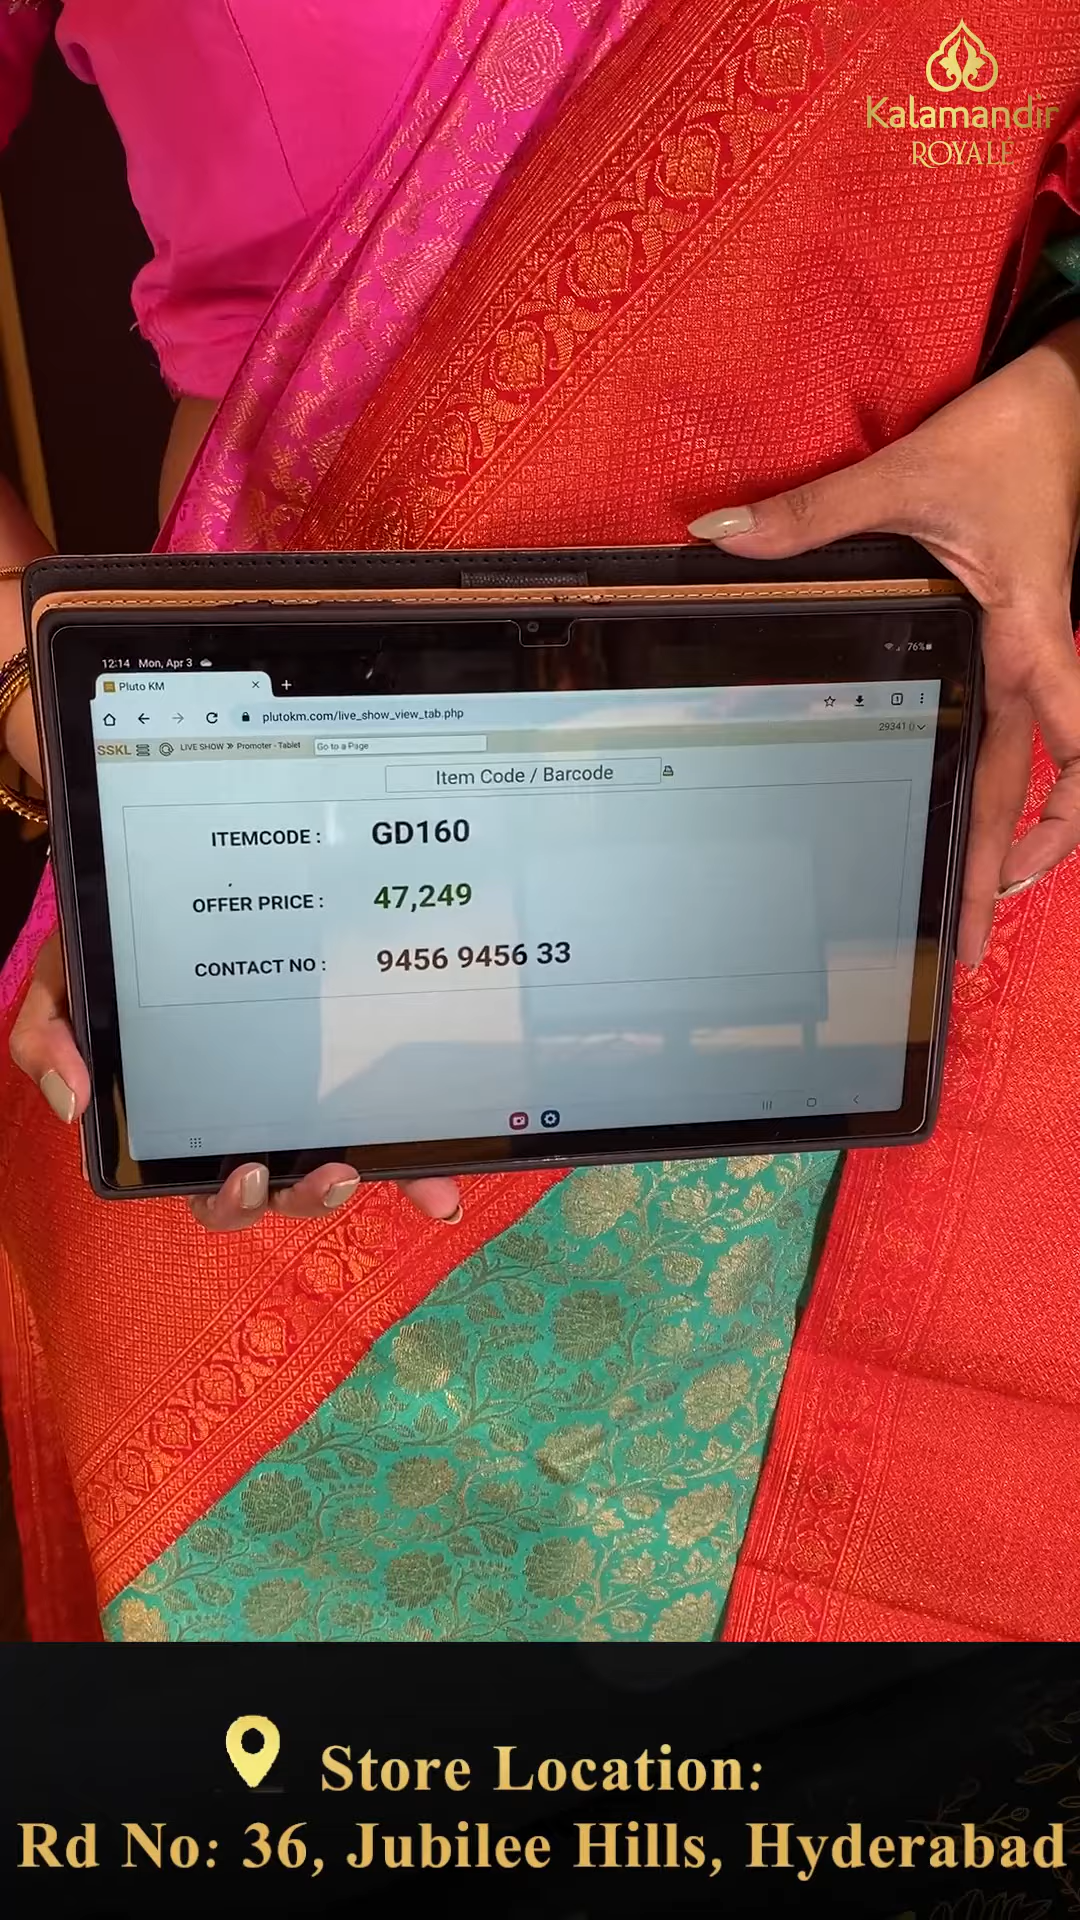 Kalamandir
ROYALE
12:14 Mon, Apr 3
76%
Pluto KM
plutokm.com/live_show_view_tab.php
29341 ()
SSKL
LIVE SHOW » Promoter - Tablet
Go to a Page
Item Code / Barcode
ITEMCODE : GD160
OFFER PRICE : 47,249
CONTACT NO : 9456 9456 33
Store Location:
Rd No: 36, Jubilee Hills, Hyderabad